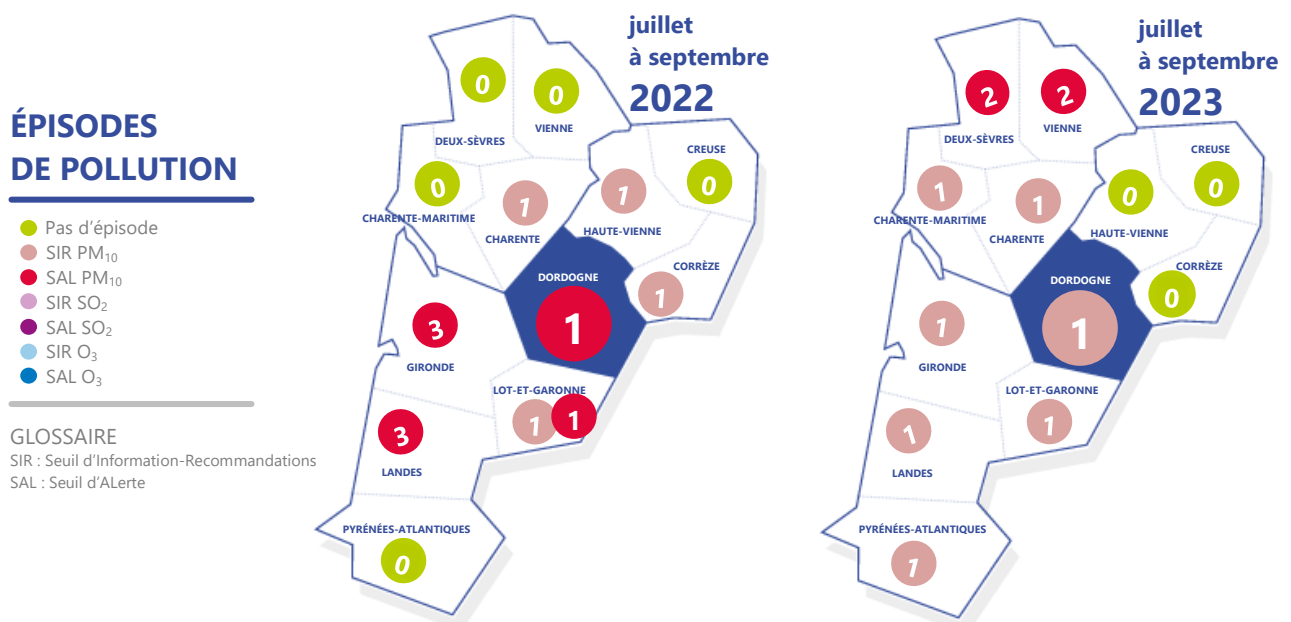 ÉPISODES
DE POLLUTION
Pas d'épisode
SIR PM10
SAL PM10
SIR SO2
SAL SO2
SIR O3
SAL O3
GLOSSAIRE
SIR : Seuil d'Information-Recommandations
SAL : Seuil d'ALerte
juillet
à septembre
2022
0
DEUX-SÈVRES
0
VIENNE
0
CHARENTE-MARITIME
1
CHARENTE
1
HAUTE-VIENNE
CREUSE
0
CORRÈZE
1
DORDOGNE
1
3
GIRONDE
LOT-ET-GARONNE
1
1
3
LANDES
PYRÉNÉES-ATLANTIQUES
0
juillet
à septembre
2023
2
DEUX-SÈVRES
2
VIENNE
1
CHARENTE-MARITIME
1
CHARENTE
0
HAUTE-VIENNE
CREUSE
0
CORRÈZE
0
DORDOGNE
1
1
GIRONDE
LOT-ET-GARONNE
1
1
LANDES
PYRÉNÉES-ATLANTIQUES
1